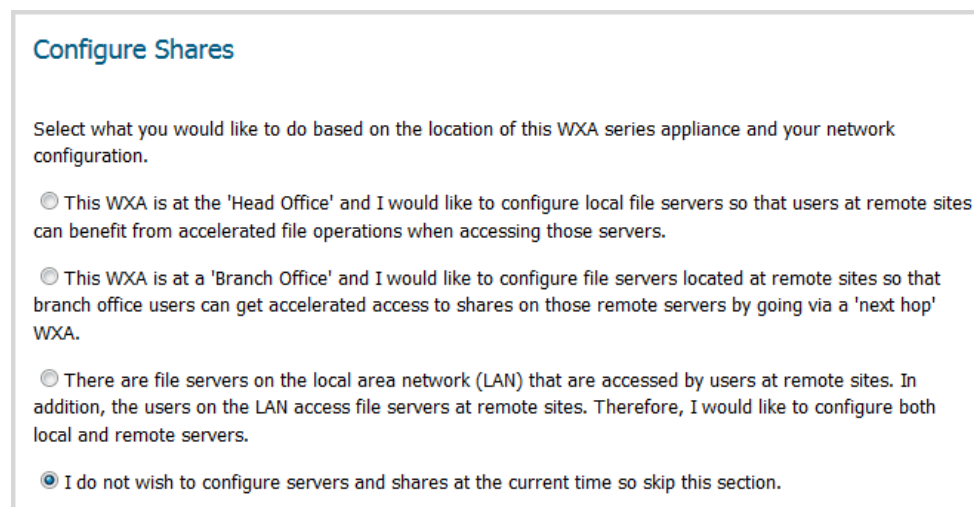 Configure Shares
Select what you would like to do based on the location of this WXA series appliance and your network
configuration.
This WXA is at the 'Head Office' and I would like to configure local file servers so that users at remote sites
can benefit from accelerated file operations when accessing those servers.
This WXA is at a 'Branch Office' and I would like to configure file servers located at remote sites so that
branch office users can get accelerated access to shares on those remote servers by going via a 'next hop'
WXA.
There are file servers on the local area network (LAN) that are accessed by users at remote sites. In
addition, the users on the LAN access file servers at remote sites. Therefore, I would like to configure both
local and remote servers.
I do not wish to configure servers and shares at the current time so skip this section.